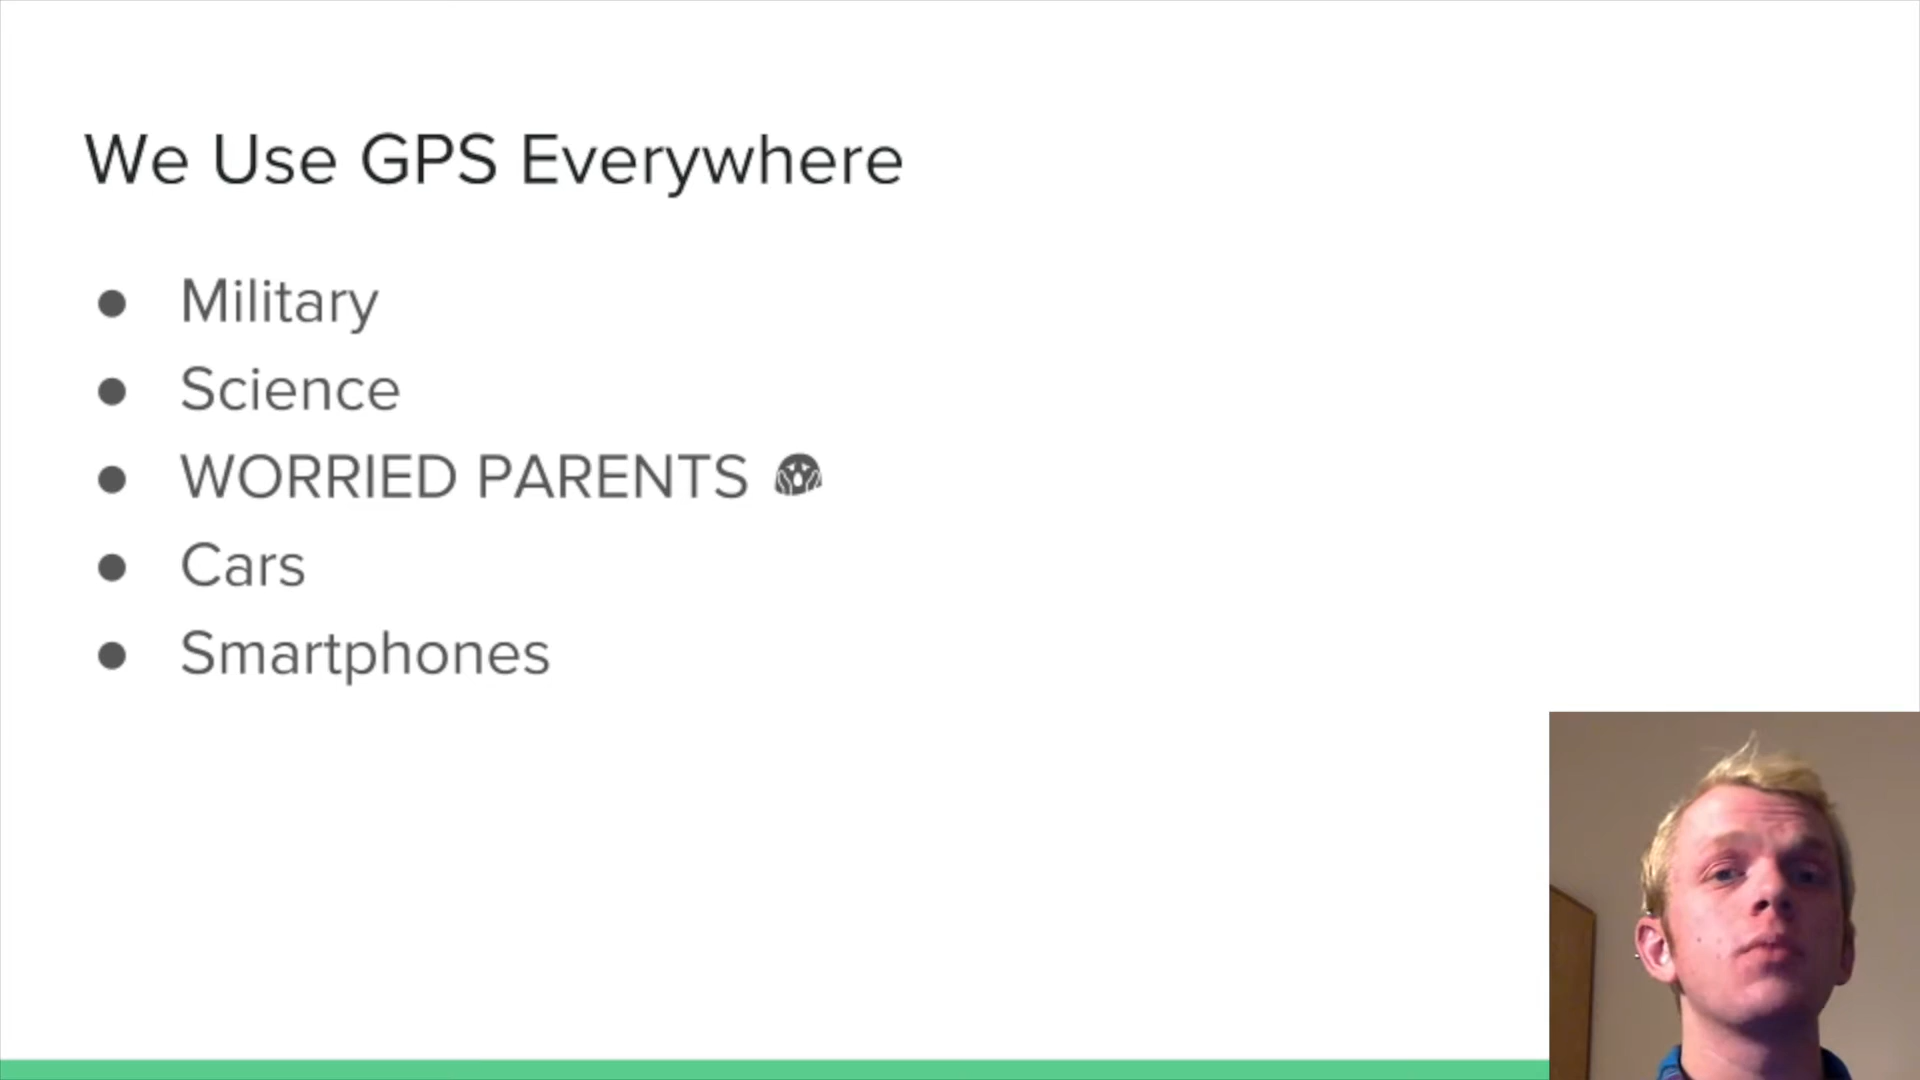 We Use GPS Everywhere
● Military
● Science
● WORRIED PARENTS 😱
● Cars
● Smartphones